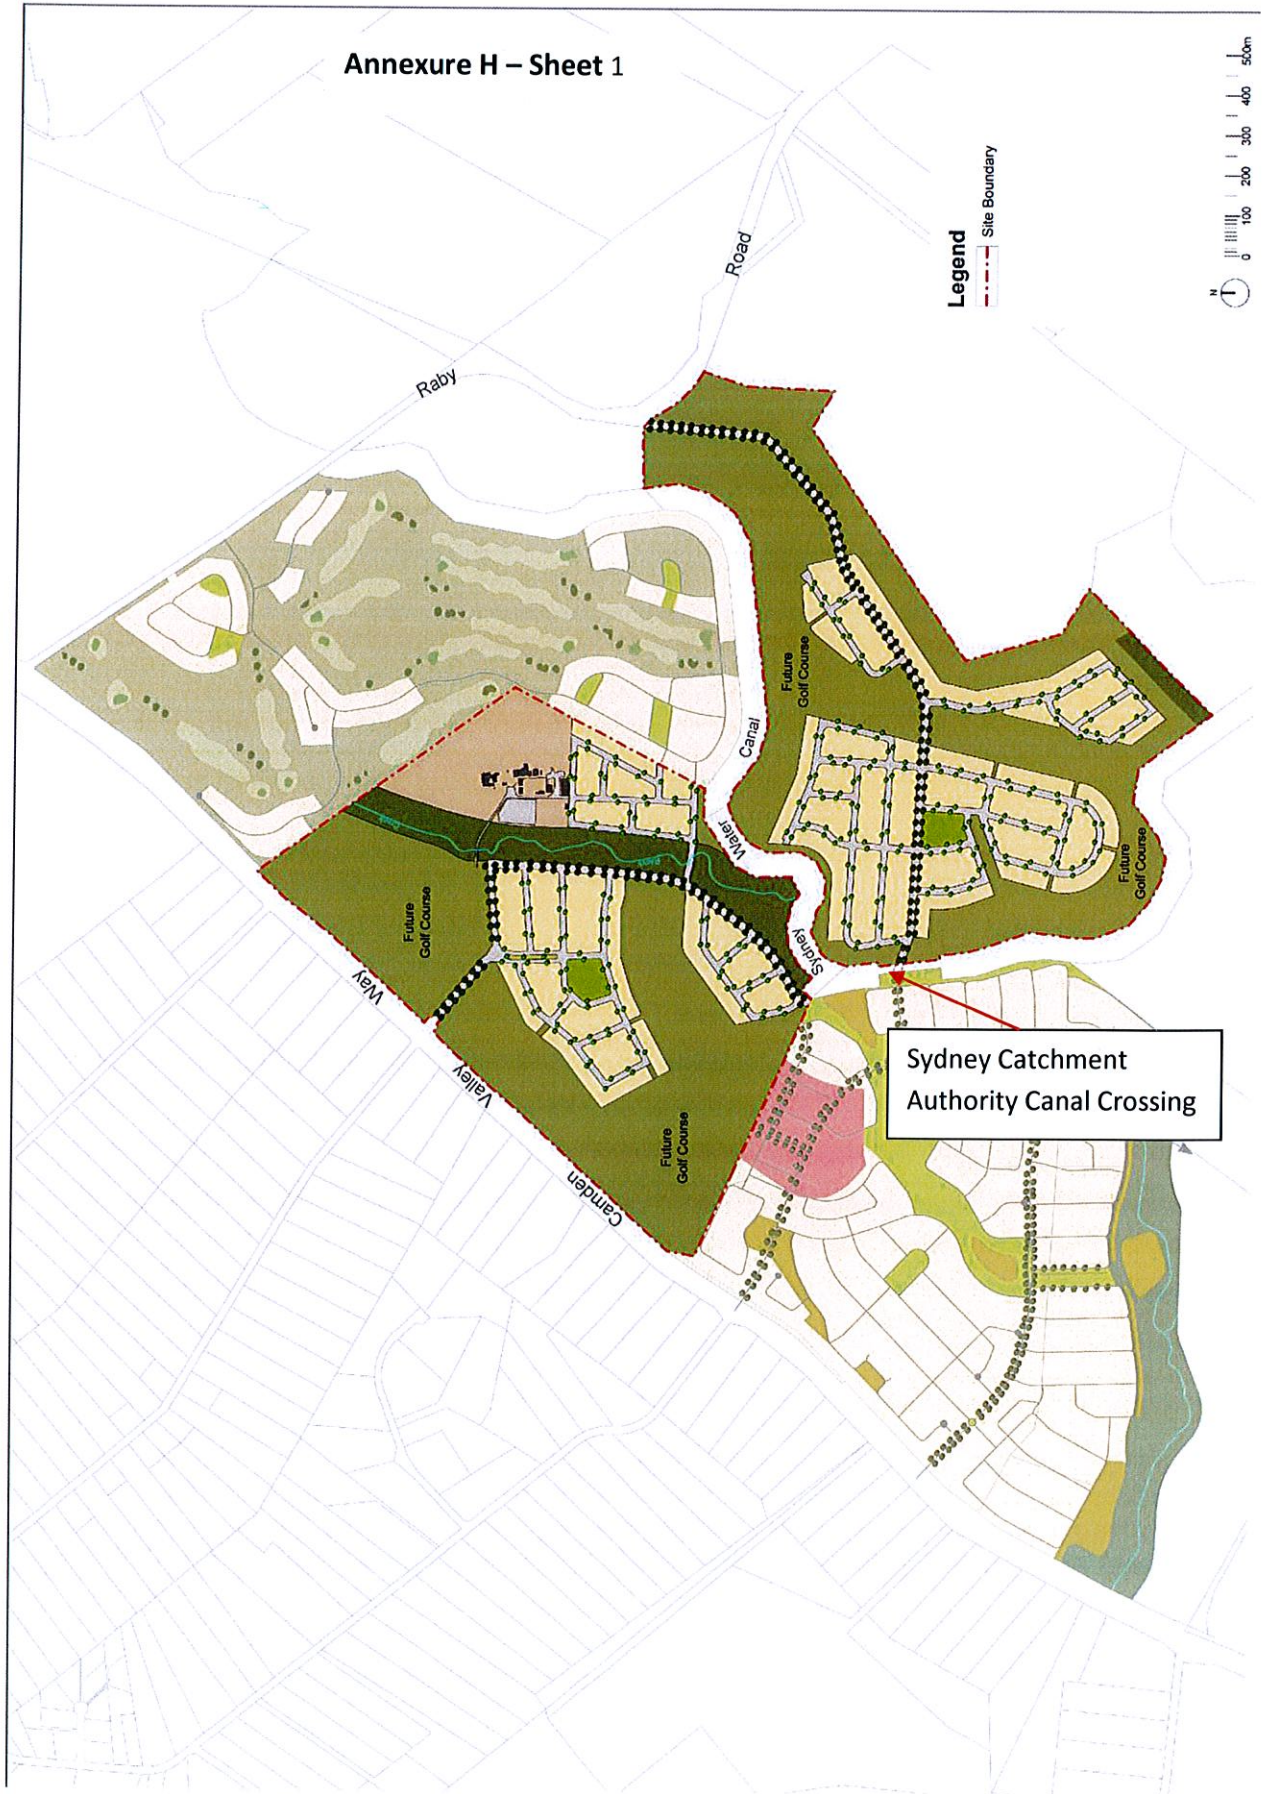 Annexure H – Sheet 1
0 100 200 300 400 500m
N
Legend
Site Boundary
Road
Raby
Future
Golf Course
Canal
Water
Sydney
Future
Golf Course
Future
Golf Course
Way
Valley
Camden
Future
Golf Course
Sydney Catchment
Authority Canal Crossing